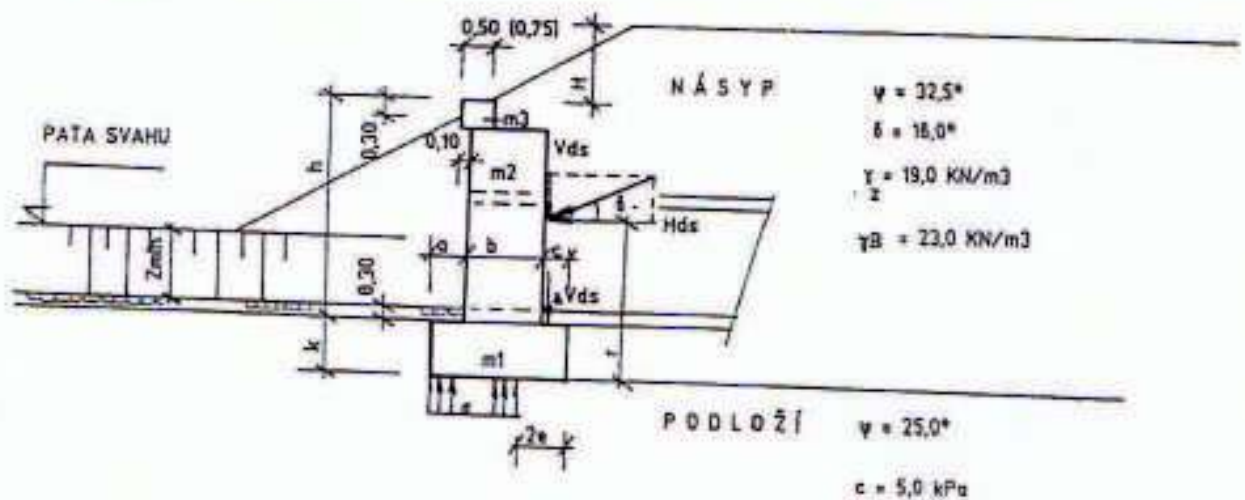 0,50 (0,75)
H
NÁSYP
φ = 32,5°
δ = 16,0°
γz = 19,0 KN/m3
γB = 23,0 KN/m3
PATA SVAHU
h
0,30
m3
0,10
Vds
m2
δ
Hds
Zmin
a
b
c
0,30
aVds
k
m1
r
2e
PODLOŽÍ
φ = 25,0°
c = 5,0 kPa